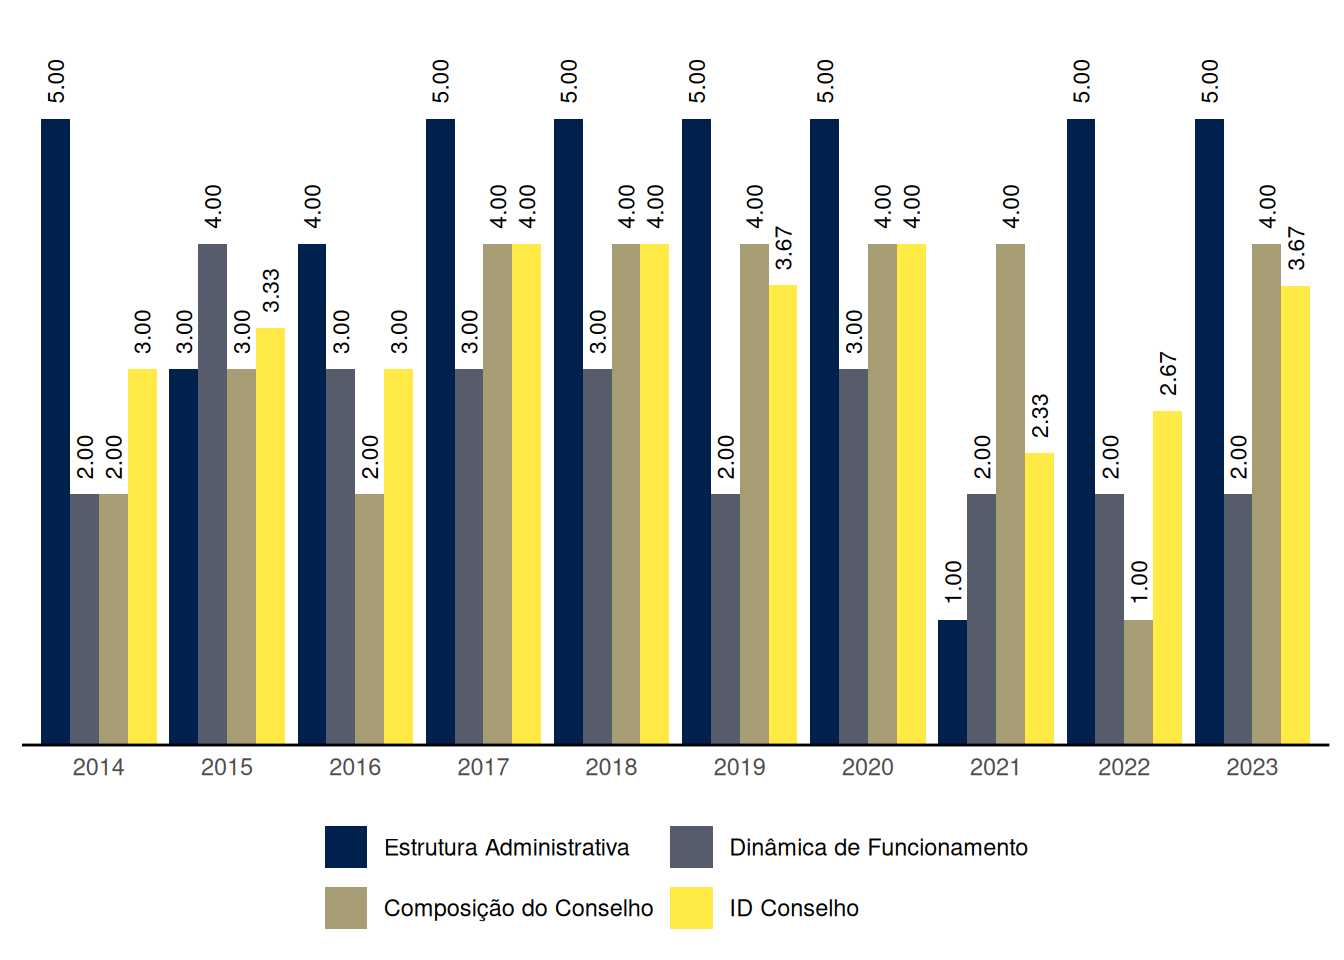 5.00 2.00 2.00 3.00 3.00 4.00 3.00 3.33 4.00 3.00 2.00 3.00 5.00 3.00 4.00 4.00 5.00 3.00 4.00 4.00 5.00 2.00 4.00 3.67 5.00 3.00 4.00 4.00 1.00 2.00 4.00 2.33 5.00 2.00 1.00 2.67 5.00 2.00 4.00 3.67
2014 2015 2016 2017 2018 2019 2020 2021 2022 2023
Estrutura Administrativa Dinâmica de Funcionamento
Composição do Conselho ID Conselho